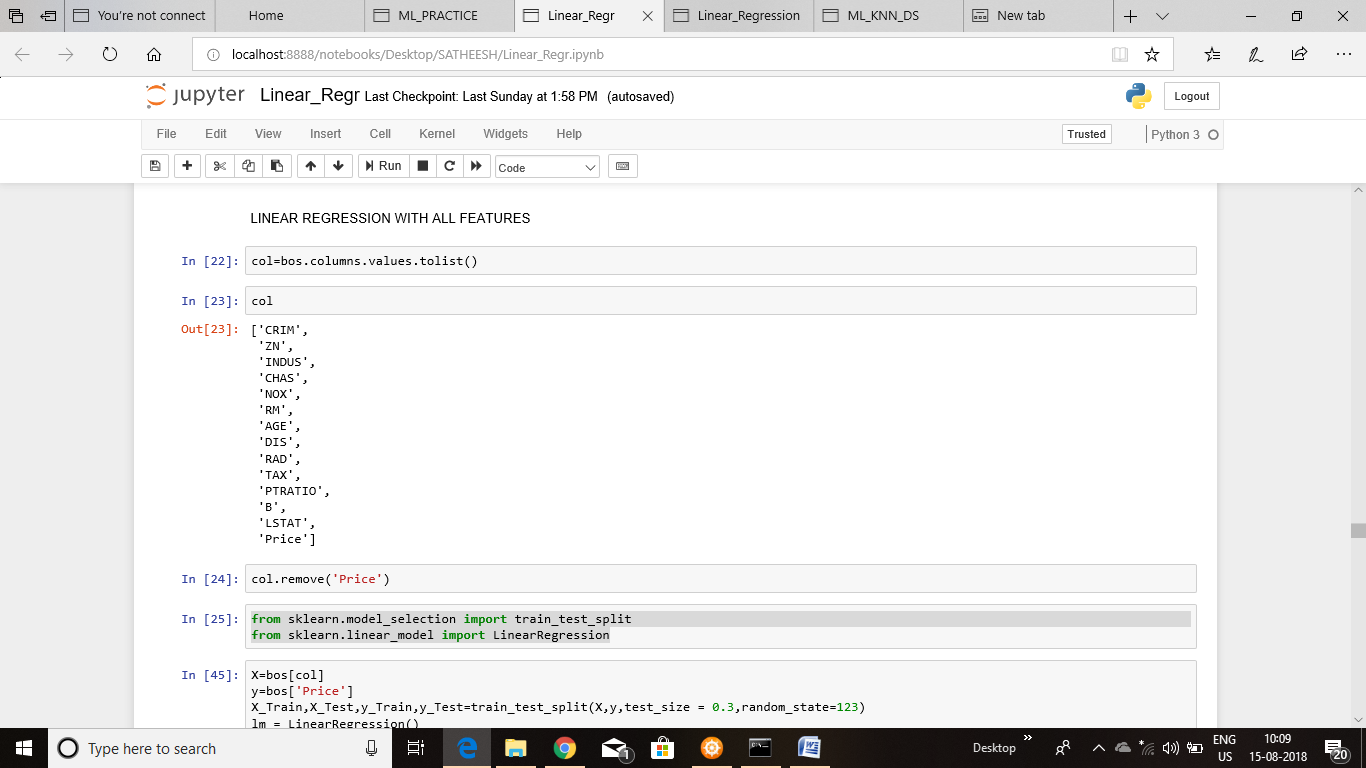 You're not connect
Home
ML_PRACTICE
Linear_Regr
Linear_Regression
ML_KNN_DS
New tab
localhost:8888/notebooks/Desktop/SATHEESH/Linear_Regr.ipynb
jupyter Linear_Regr Last Checkpoint: Last Sunday at 1:58 PM (autosaved)
Logout
File Edit View Insert Cell Kernel Widgets Help
Trusted
Python 3
Run
Code
LINEAR REGRESSION WITH ALL FEATURES
In [22]: col=bos.columns.values.tolist()
In [23]: col
Out[23]: ['CRIM',
'ZN',
'INDUS',
'CHAS',
'NOX',
'RM',
'AGE',
'DIS',
'RAD',
'TAX',
'PTRATIO',
'B',
'LSTAT',
'Price']
In [24]: col.remove('Price')
In [25]: from sklearn.model_selection import train_test_split
from sklearn.linear_model import LinearRegression
In [45]: X=bos[col]
y=bos['Price']
X_Train,X_Test,y_Train,y_Test=train_test_split(X,y,test_size = 0.3,random_state=123)
lm = LinearRegression()
Type here to search
1
Desktop
ENG
US
10:09
15-08-2018
20